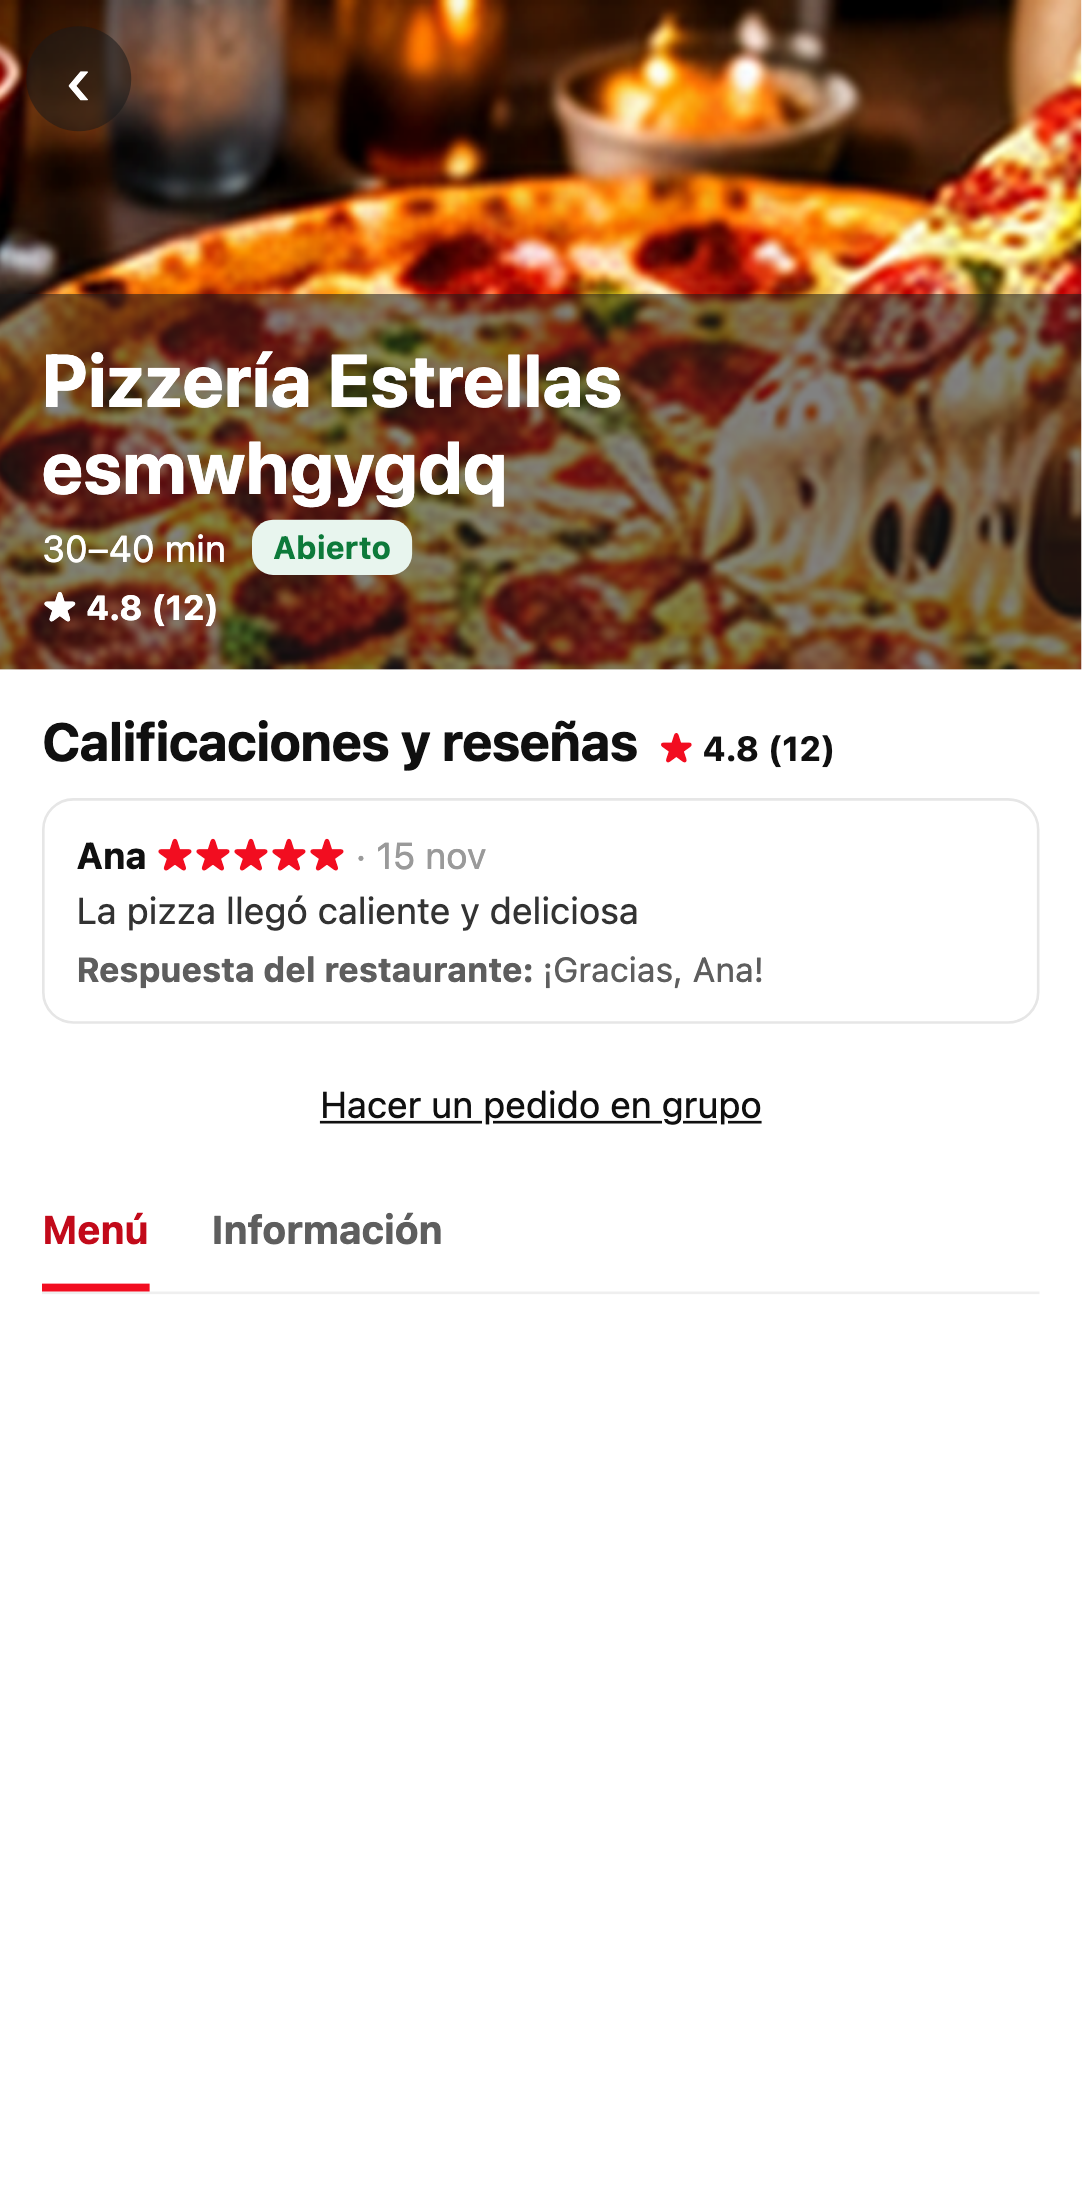 ‹
Pizzería Estrellas
esmwhgygdq
30–40 min Abierto
★ 4.8 (12)
Calificaciones y reseñas ★ 4.8 (12)
Ana ★★★★★ · 15 nov
La pizza llegó caliente y deliciosa
Respuesta del restaurante: ¡Gracias, Ana!
Hacer un pedido en grupo
Menú Información